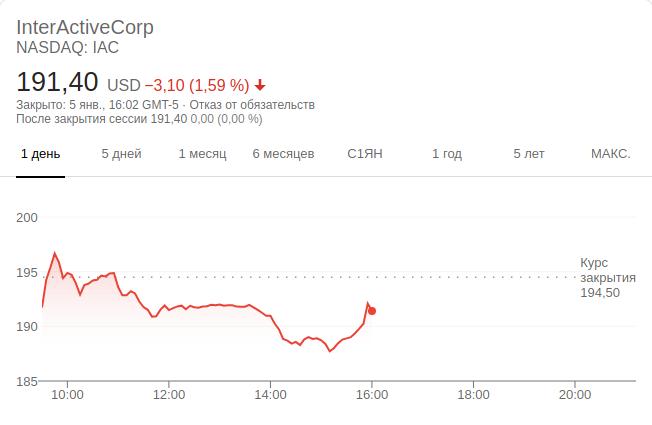 InterActiveCorp
NASDAQ: IAC
191,40 USD −3,10 (1,59 %)
Закрыто: 5 янв., 16:02 GMT-5 · Отказ от обязательств
После закрытия сессии 191,40 0,00 (0,00 %)
1 день 5 дней 1 месяц 6 месяцев С1ЯН 1 год 5 лет МАКС.
200
195
190
185
Курс
закрытия
194,50
10:00 12:00 14:00 16:00 18:00 20:00